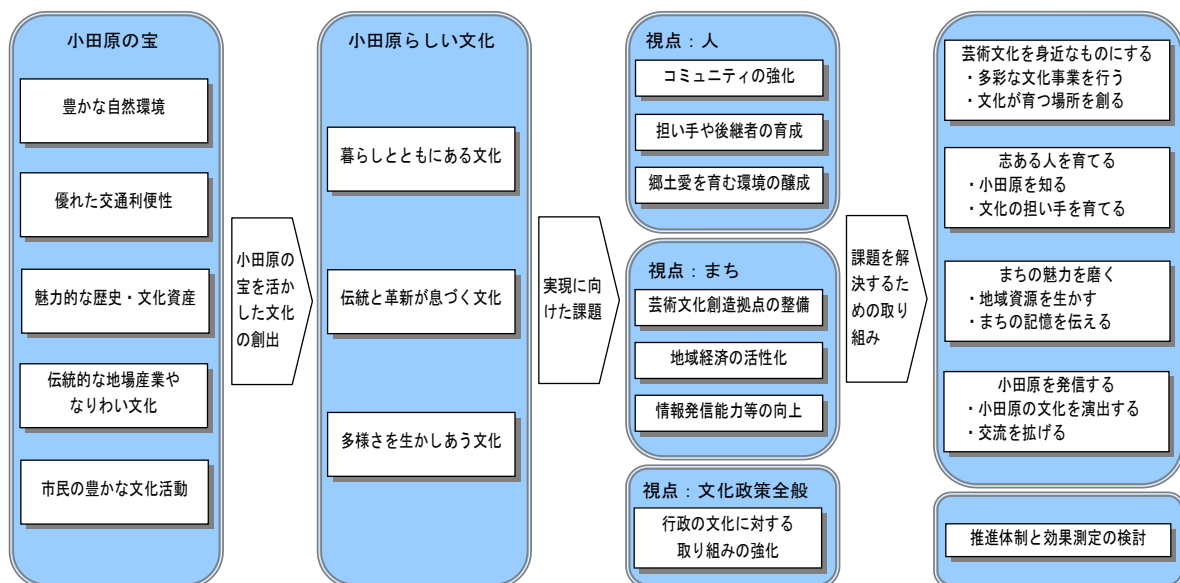 小田原の宝
豊かな自然環境
優れた交通利便性
魅力的な歴史・文化資産
伝統的な地場産業や
なりわい文化
市民の豊かな文化活動
小田原の
宝を活か
した文化
の創出
小田原らしい文化
暮らしとともにある文化
伝統と革新が息づく文化
多様さを生かしあう文化
実現に向
けた課題
視点：人
コミュニティの強化
担い手や後継者の育成
郷土愛を育む環境の醸成
視点：まち
芸術文化創造拠点の整備
地域経済の活性化
情報発信能力等の向上
視点：文化政策全般
行政の文化に対する
取り組みの強化
課題を解
決するた
めの取り
組み
芸術文化を身近なものにする
・多彩な文化事業を行う
・文化が育つ場所を創る
志ある人を育てる
・小田原を知る
・文化の担い手を育てる
まちの魅力を磨く
・地域資源を生かす
・まちの記憶を伝える
小田原を発信する
・小田原の文化を演出する
・交流を拡げる
推進体制と効果測定の検討